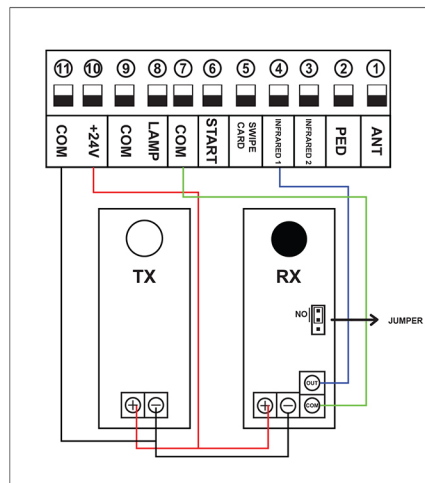 11 10 9 8 7 6 5 4 3 2 1
COM +24V COM LAMP COM START SWIPE CARD INFRARED 1 INFRARED 2 PED ANT
TX RX
NO JUMPER
OUT
+ − + − COM